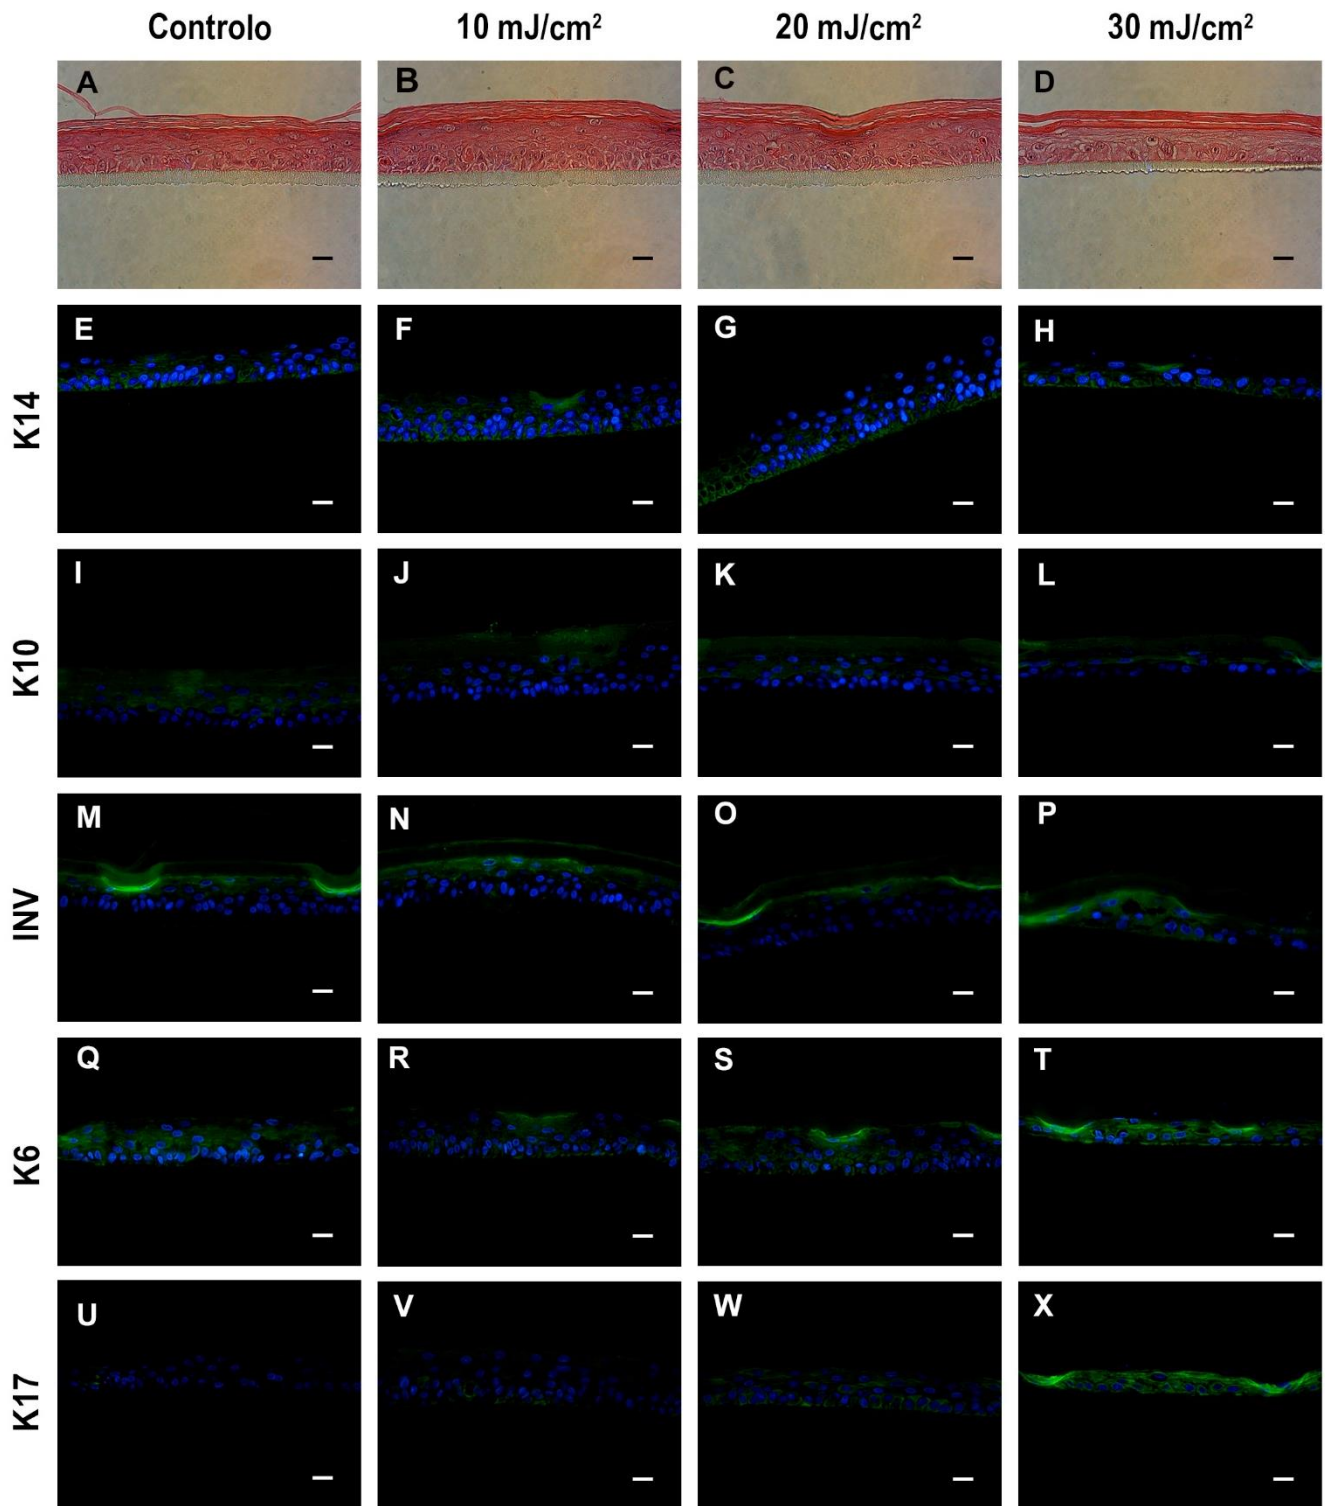 Controlo 10 mJ/cm² 20 mJ/cm² 30 mJ/cm²
A B C D
K14 E F G H
K10 I J K L
INV M N O P
K6 Q R S T
K17 U V W X